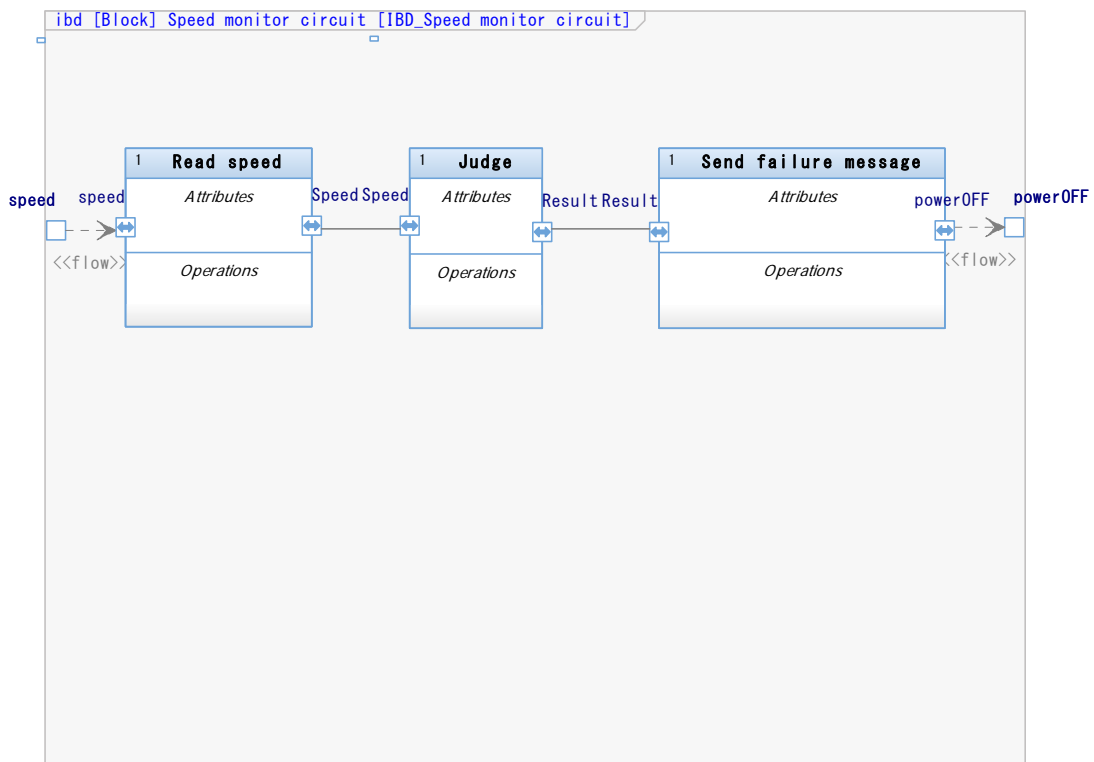 ibd [Block] Speed monitor circuit [IBD_Speed monitor circuit]
1 Read speed
1 Judge
1 Send failure message
speed
speed
Attributes
Speed
Speed
Attributes
Result
Result
Attributes
powerOFF
powerOFF
<<flow>>
Operations
Operations
Operations
<<flow>>